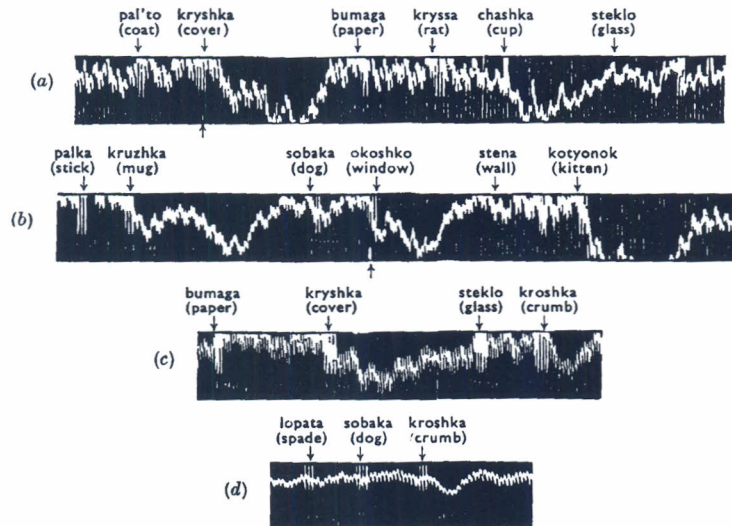 pal'to kryshka bumaga kryssa chashka steklo
(coat) (cover) (paper) (rat) (cup) (glass)
(a)
palka kruzhka sobaka okoshko stena kotyonok
(stick) (mug) (dog) (window) (wall) (kitten)
(b)
bumaga kryshka steklo kroshka
(paper) (cover) (glass) (crumb)
(c)
lopata sobaka kroshka
(spade) (dog) (crumb)
(d)